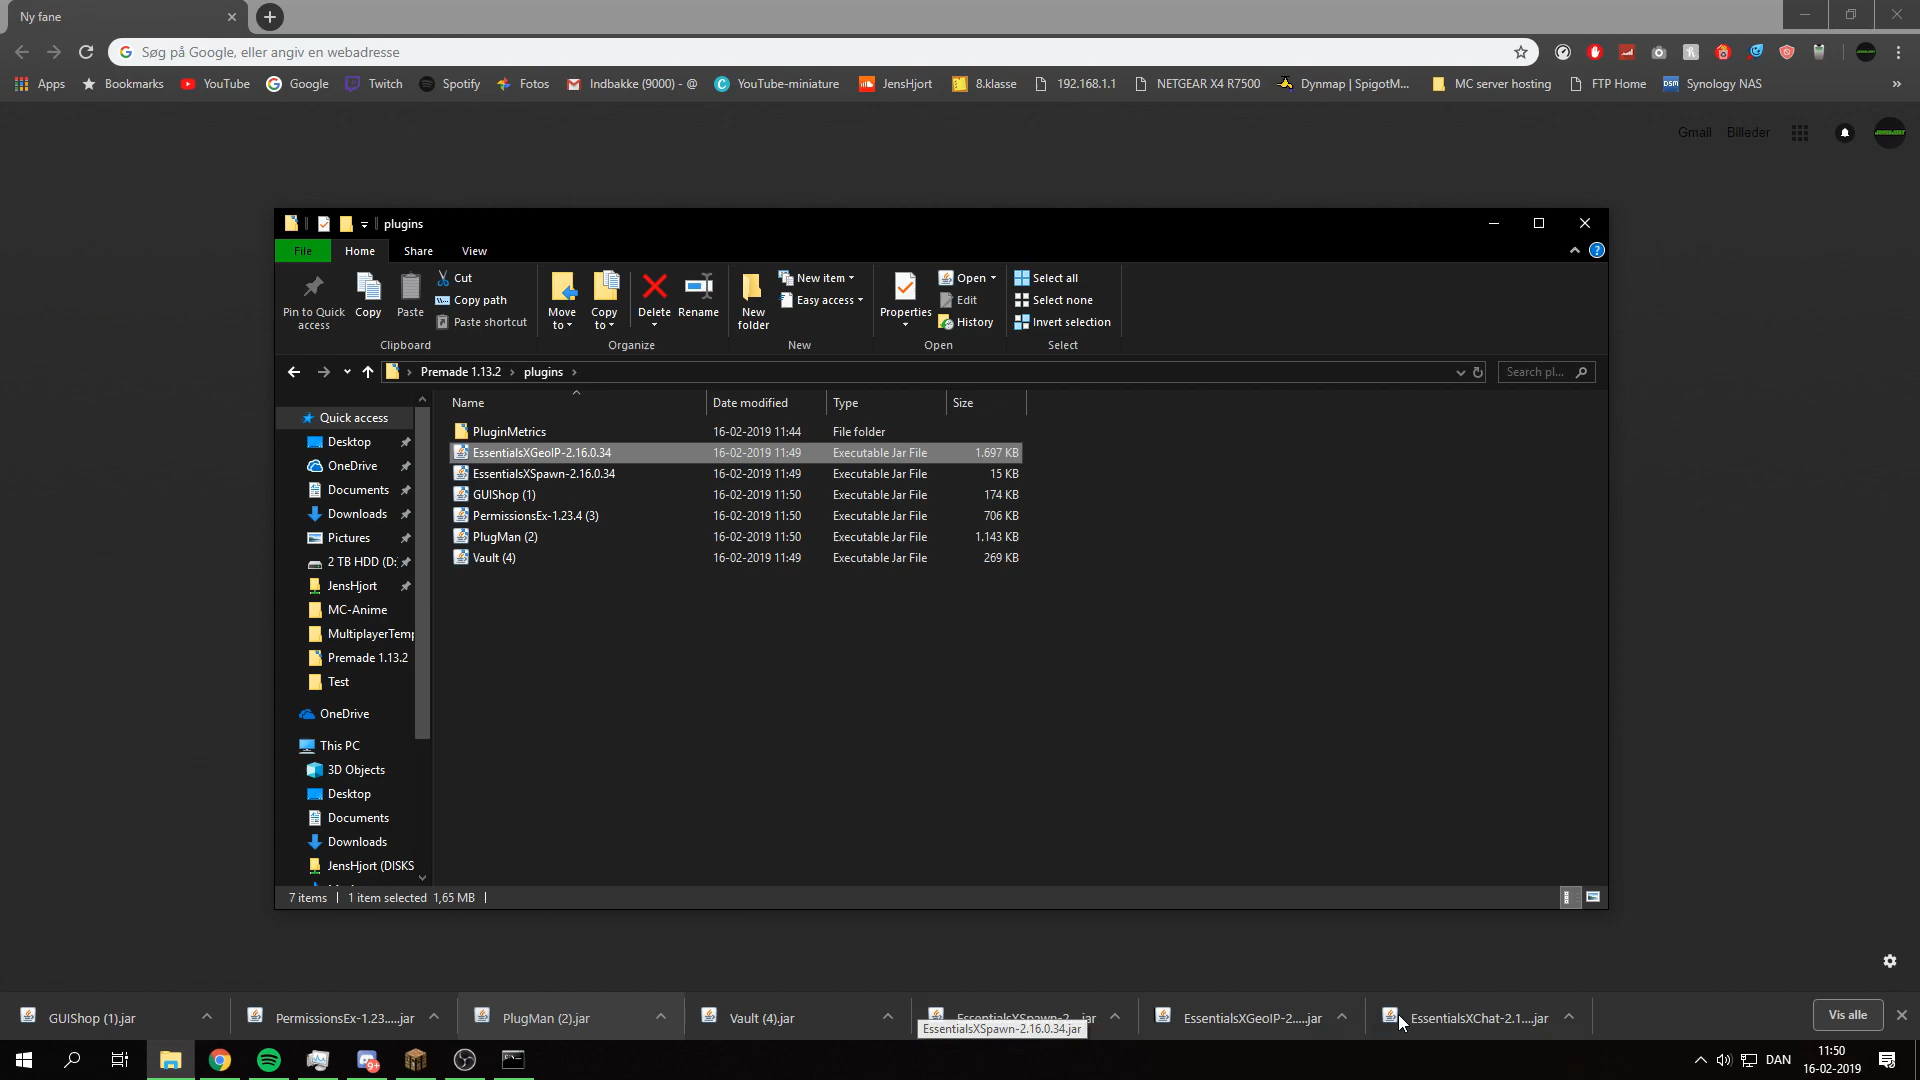 Ny fane
Søg på Google, eller angiv en webadresse
Apps Bookmarks YouTube Google Twitch Spotify Fotos Indbakke (9000) - @ YouTube-miniature JensHjort 8.klasse 192.168.1.1 NETGEAR X4 R7500 Dynmap | SpigotM... MC server hosting FTP Home DSM Synology NAS »
Gmail Billeder
plugins
File Home Share View
Pin to Quick access
Copy
Paste
Cut
Copy path
Paste shortcut
Clipboard
Move to
Copy to
Delete
Rename
Organize
New folder
New item
Easy access
New
Properties
Open
Edit
History
Open
Select all
Select none
Invert selection
Select
Premade 1.13.2 › plugins ›
Search pl...
Name Date modified Type Size
PluginMetrics 16-02-2019 11:44 File folder
EssentialsXGeoIP-2.16.0.34 16-02-2019 11:49 Executable Jar File 1.697 KB
EssentialsXSpawn-2.16.0.34 16-02-2019 11:49 Executable Jar File 15 KB
GUIShop (1) 16-02-2019 11:50 Executable Jar File 174 KB
PermissionsEx-1.23.4 (3) 16-02-2019 11:50 Executable Jar File 706 KB
PlugMan (2) 16-02-2019 11:50 Executable Jar File 1.143 KB
Vault (4) 16-02-2019 11:49 Executable Jar File 269 KB
Quick access
Desktop
OneDrive
Documents
Downloads
Pictures
2 TB HDD (D:
JensHjort
MC-Anime
MultiplayerTemp
Premade 1.13.2
Test
OneDrive
This PC
3D Objects
Desktop
Documents
Downloads
JensHjort (DISKS
7 items 1 item selected 1,65 MB
GUIShop (1).jar PermissionsEx-1.23.....jar PlugMan (2).jar Vault (4).jar EssentialsXSpawn-2....jar EssentialsXGeoIP-2.....jar EssentialsXChat-2.1....jar Vis alle
EssentialsXSpawn-2.16.0.34.jar
9+
DAN
11:50
16-02-2019